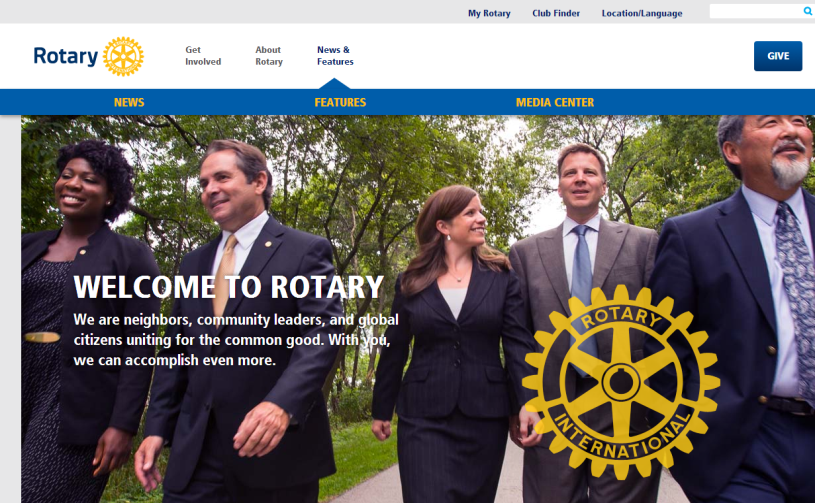 My Rotary Club Finder Location/Language
Rotary
Get
Involved
About
Rotary
News &
Features
GIVE
NEWS FEATURES MEDIA CENTER
WELCOME TO ROTARY
We are neighbors, community leaders, and global
citizens uniting for the common good. With you,
we can accomplish even more.
ROTARY
INTERNATIONAL